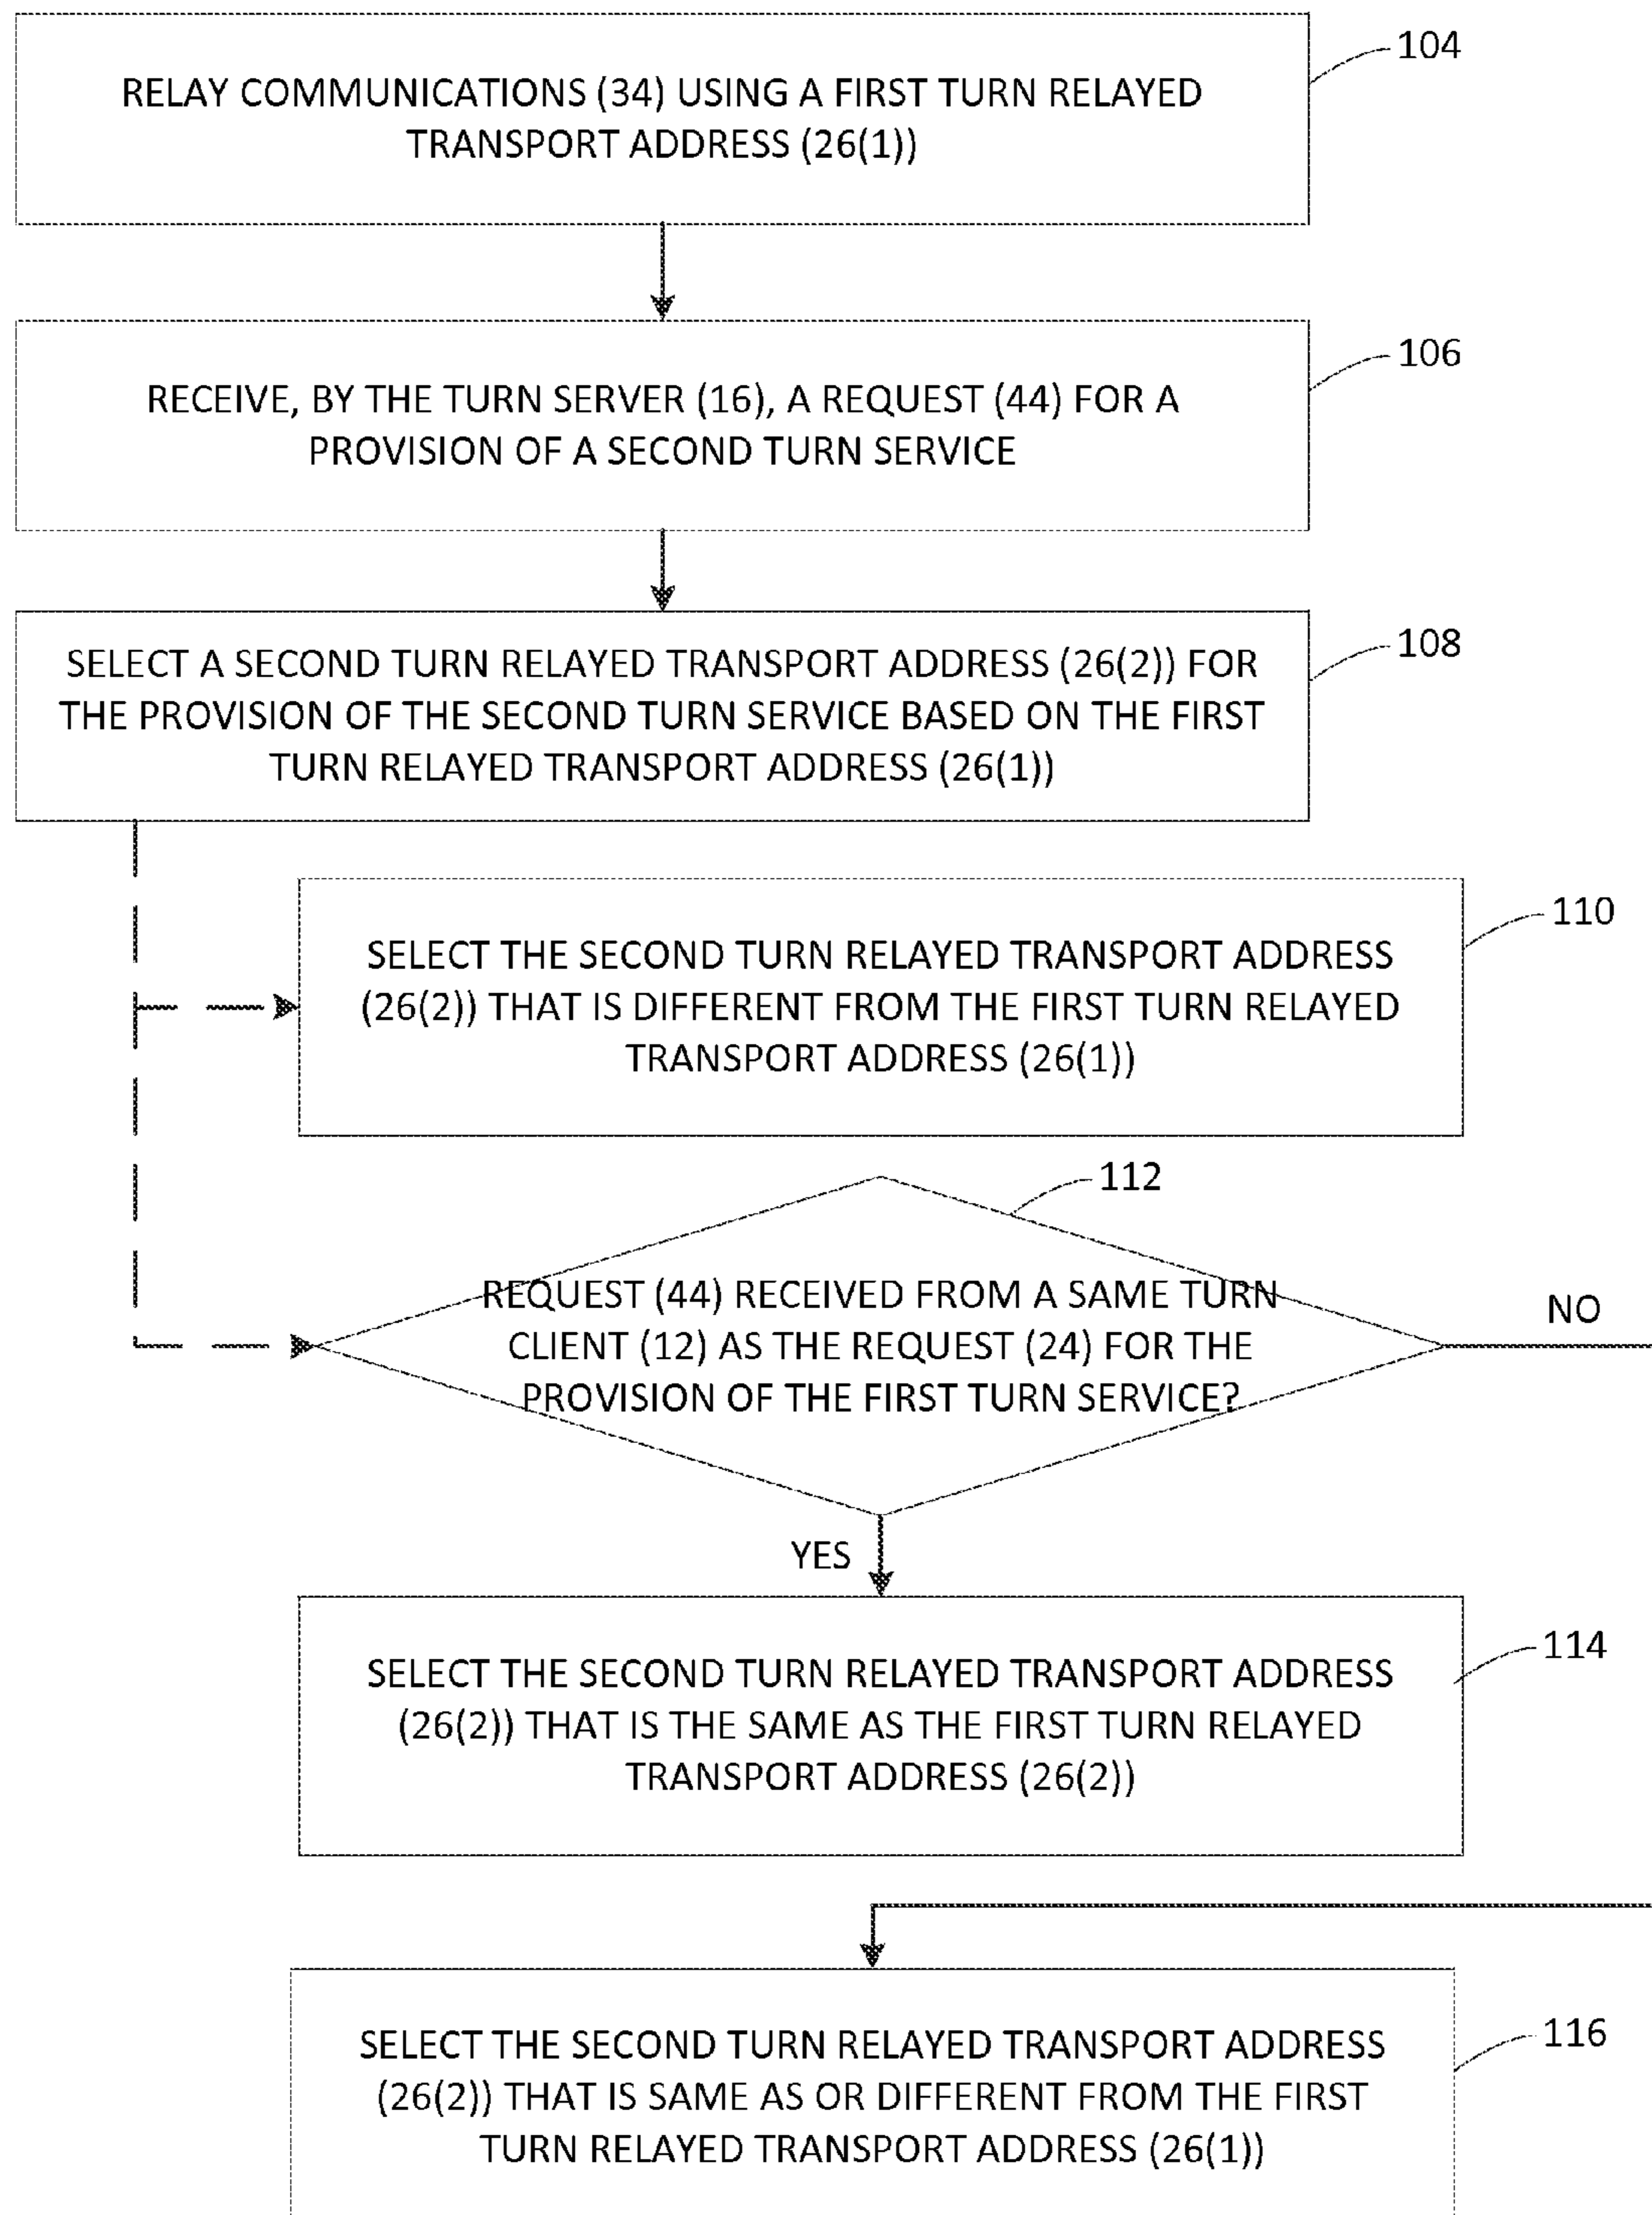 RELAY COMMUNICATIONS (34) USING A FIRST TURN RELAYED
TRANSPORT ADDRESS (26(1))
104
RECEIVE, BY THE TURN SERVER (16), A REQUEST (44) FOR A
PROVISION OF A SECOND TURN SERVICE
106
SELECT A SECOND TURN RELAYED TRANSPORT ADDRESS (26(2)) FOR
THE PROVISION OF THE SECOND TURN SERVICE BASED ON THE FIRST
TURN RELAYED TRANSPORT ADDRESS (26(1))
108
SELECT THE SECOND TURN RELAYED TRANSPORT ADDRESS
(26(2)) THAT IS DIFFERENT FROM THE FIRST TURN RELAYED
TRANSPORT ADDRESS (26(1))
110
112
REQUEST (44) RECEIVED FROM A SAME TURN
CLIENT (12) AS THE REQUEST (24) FOR THE
PROVISION OF THE FIRST TURN SERVICE?
NO
YES
SELECT THE SECOND TURN RELAYED TRANSPORT ADDRESS
(26(2)) THAT IS THE SAME AS THE FIRST TURN RELAYED
TRANSPORT ADDRESS (26(2))
114
SELECT THE SECOND TURN RELAYED TRANSPORT ADDRESS
(26(2)) THAT IS SAME AS OR DIFFERENT FROM THE FIRST
TURN RELAYED TRANSPORT ADDRESS (26(1))
116